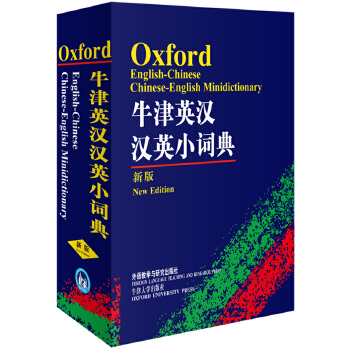 Oxford
English-Chinese
Chinese-English Minidictionary
牛津英汉汉英小词典
新版
Oxford
English-Chinese
Chinese-English Minidictionary
牛津英汉
汉英小词典
新版
New Edition
外语教学与研究出版社
FOREIGN LANGUAGE TEACHING AND RESEARCH PRESS
牛津大学出版社
OXFORD UNIVERSITY PRESS